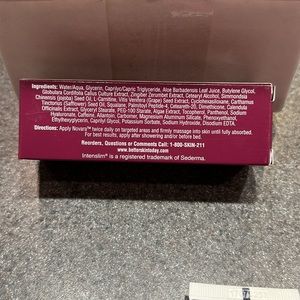 Ingredients: Water/Aqua, Glycerin, Caprylic/Capric Triglyceride, Aloe Barbadensis Leaf Juice, Butylene Glycol,
Globularia Cordifolia Callus Culture Extract, Zingiber Zerumbet Extract, Cetearyl Alcohol, Simmondsia
Chinensis (Jojoba) Seed Oil, L-Carnitine, Vitis Vinifera (Grape) Seed Extract, Cyclohexasiloxane, Carthamus
Tinctorius (Safflower) Seed Oil, Squalane, Palmitoyl Peptide-4, Ceteareth-20, Dimethicone, Calendula
Officinalis Extract, Glyceryl Stearate, PEG-100 Stearate, Algae Extract, Tocopherol, Panthenol, Sodium
Hyaluronate, Caffeine, Allantoin, Carbomer, Magnesium Aluminum Silicate, Phenoxyethanol,
Ethylhexylglycerin, Caprylyl Glycol, Potassium Sorbate, Sodium Hydroxide, Disodium EDTA.
Directions: Apply Novara™ twice daily on targeted areas and firmly massage into skin until fully absorbed.
For best results, apply after showering and before bed.
Reorders, Questions or Comments Call: 1-800-SKIN-211
www.betterskintoday.com
Intenslim® is a registered trademark of Sederma.